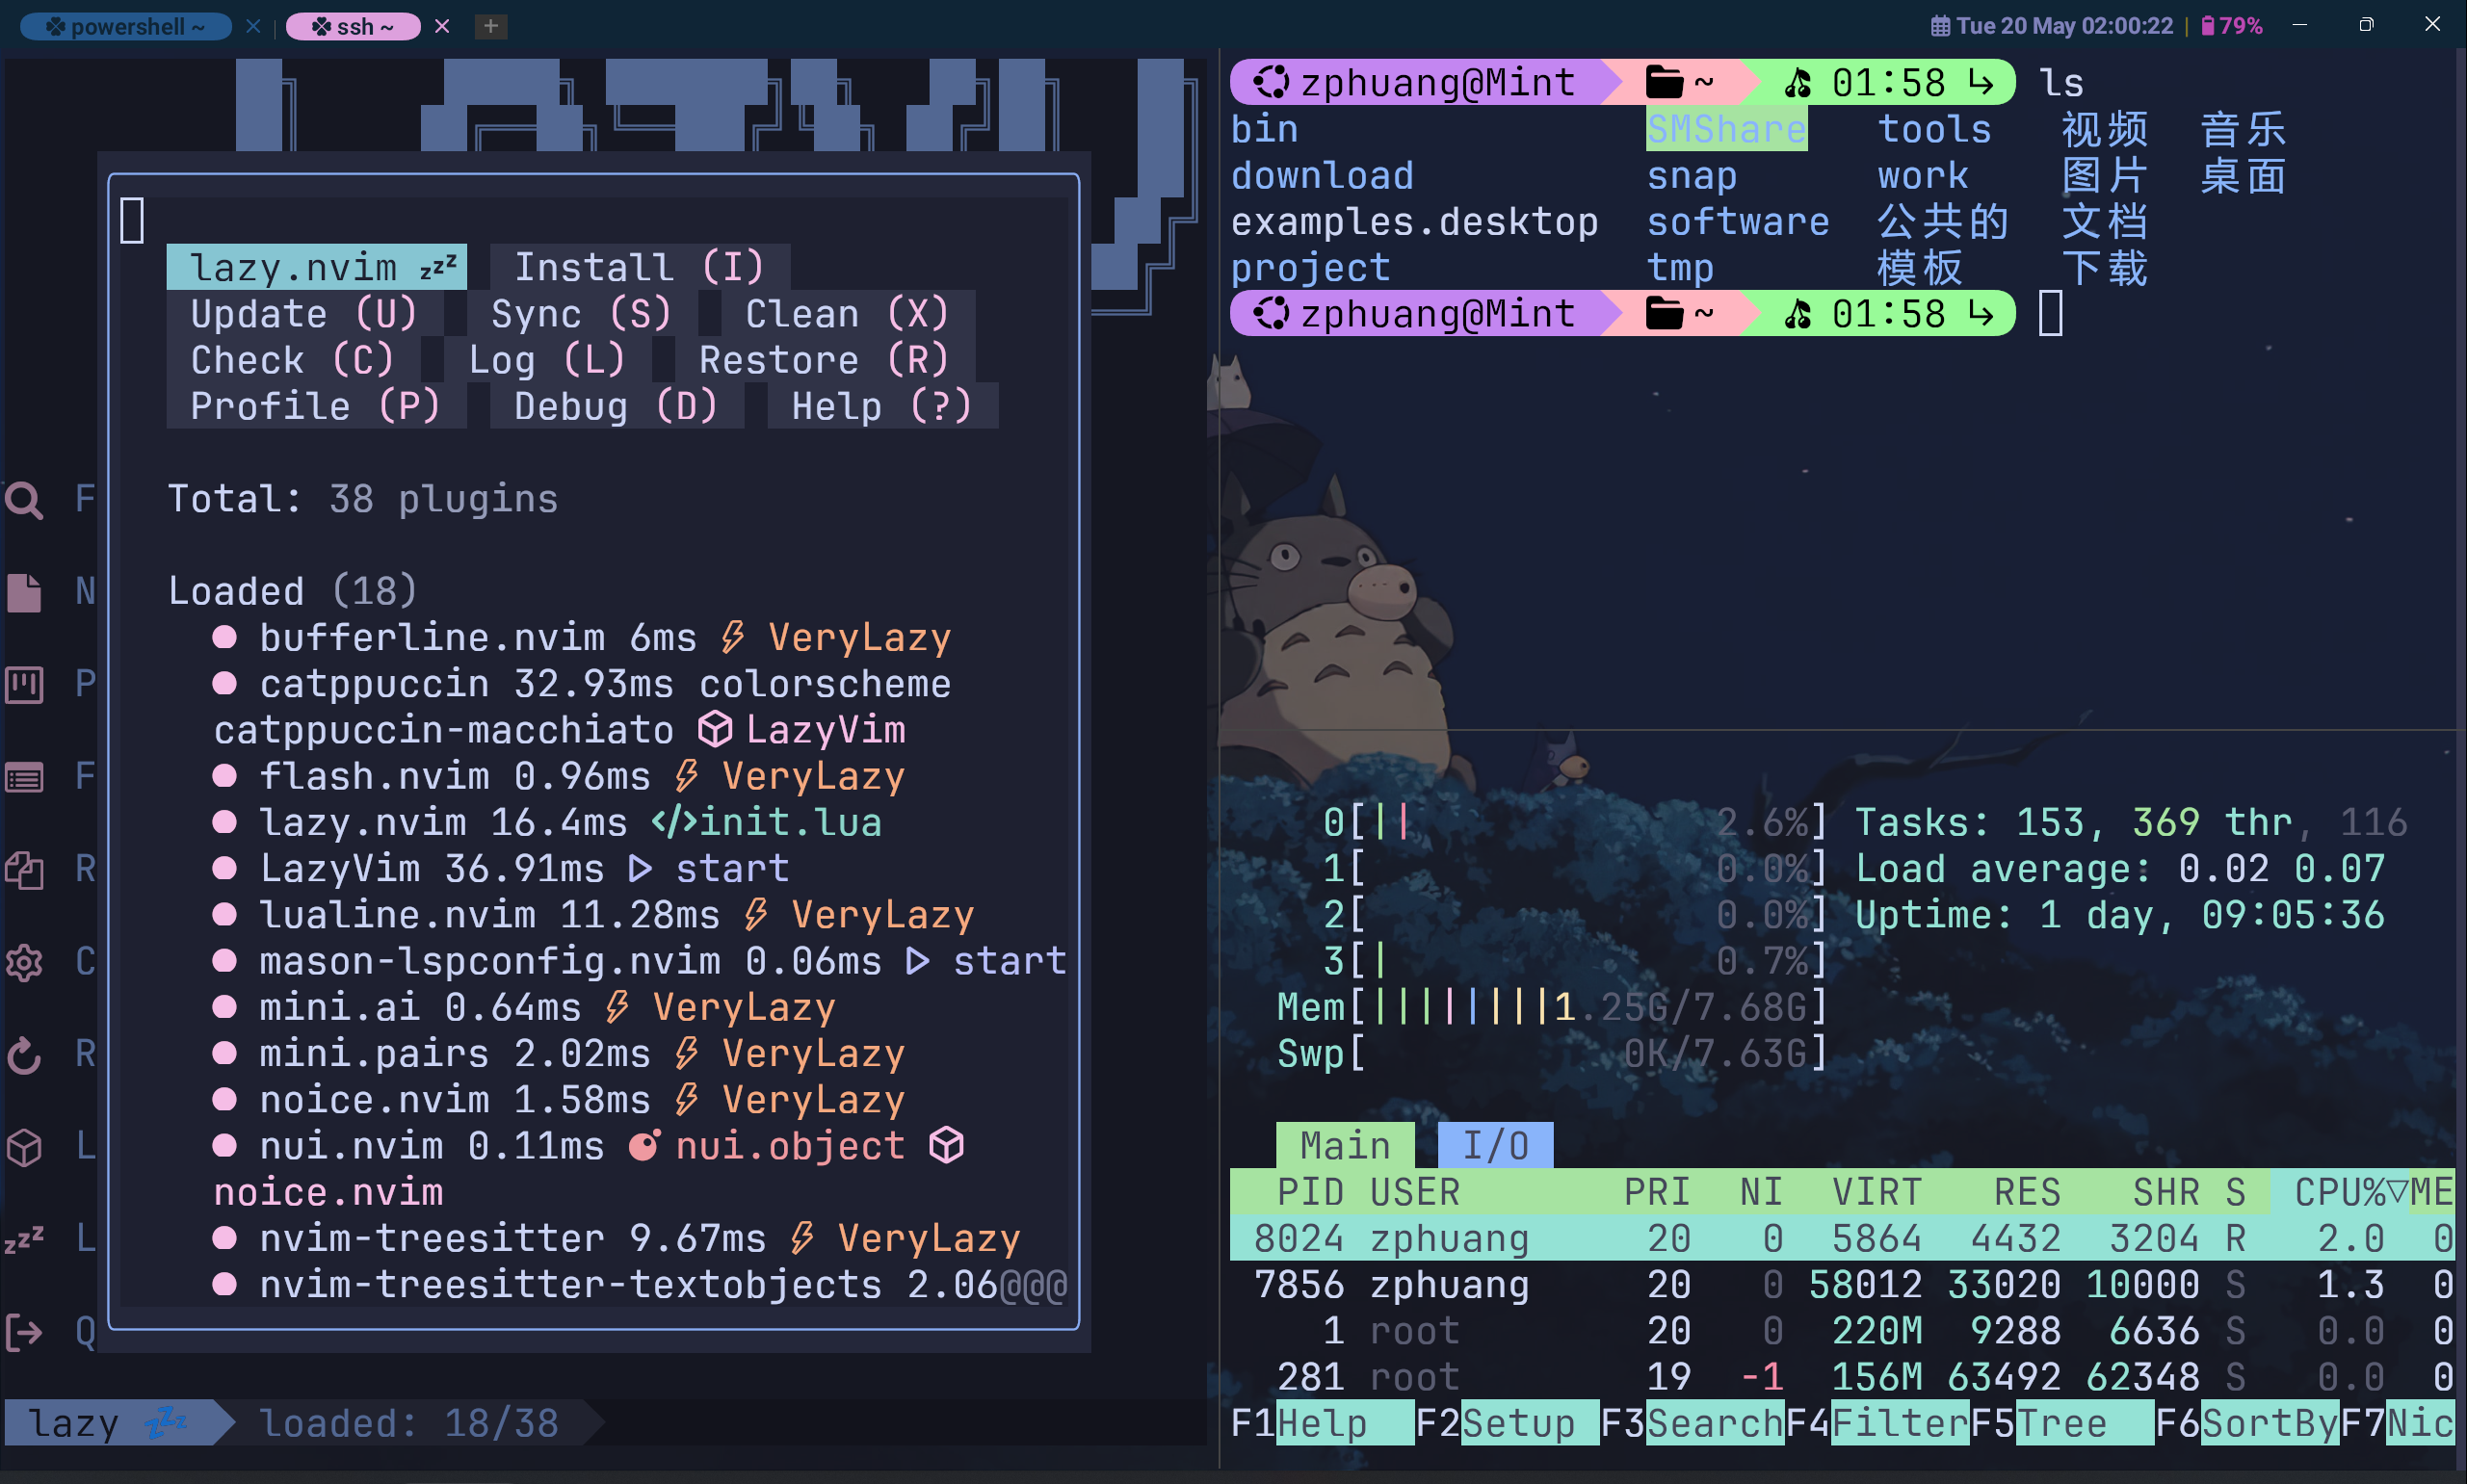 powershell ~
ssh ~
Tue 20 May 02:00:22 | 79%
lazy.nvim zzz Install (I)
Update (U) Sync (S) Clean (X)
Check (C) Log (L) Restore (R)
Profile (P) Debug (D) Help (?)
Total: 38 plugins
Loaded (18)
● bufferline.nvim 6ms VeryLazy
● catppuccin 32.93ms colorscheme
catppuccin-macchiato LazyVim
● flash.nvim 0.96ms VeryLazy
● lazy.nvim 16.4ms </>init.lua
● LazyVim 36.91ms ▷ start
● lualine.nvim 11.28ms VeryLazy
● mason-lspconfig.nvim 0.06ms ▷ start
● mini.ai 0.64ms VeryLazy
● mini.pairs 2.02ms VeryLazy
● noice.nvim 1.58ms VeryLazy
● nui.nvim 0.11ms nui.object
noice.nvim
● nvim-treesitter 9.67ms VeryLazy
● nvim-treesitter-textobjects 2.06@@@
F
N
P
F
R
C
R
L
zzz L
Q
lazy zzz loaded: 18/38
zphuang@Mint ~ 01:58 ls
bin SMShare tools 视频 音乐
download snap work 图片 桌面
examples.desktop software 公共的 文档
project tmp 模板 下载
zphuang@Mint ~ 01:58
0[|| 2.6%] Tasks: 153, 369 thr, 116
1[ 0.0%] Load average: 0.02 0.07
2[ 0.0%] Uptime: 1 day, 09:05:36
3[| 0.7%]
Mem[||||||||1.25G/7.68G]
Swp[ 0K/7.63G]
Main I/O
PID USER PRI NI VIRT RES SHR S CPU%▽ME
8024 zphuang 20 0 5864 4432 3204 R 2.0 0
7856 zphuang 20 0 58012 33020 10000 S 1.3 0
1 root 20 0 220M 9288 6636 S 0.0 0
281 root 19 -1 156M 63492 62348 S 0.0 0
F1Help F2Setup F3SearchF4FilterF5Tree F6SortByF7Nic